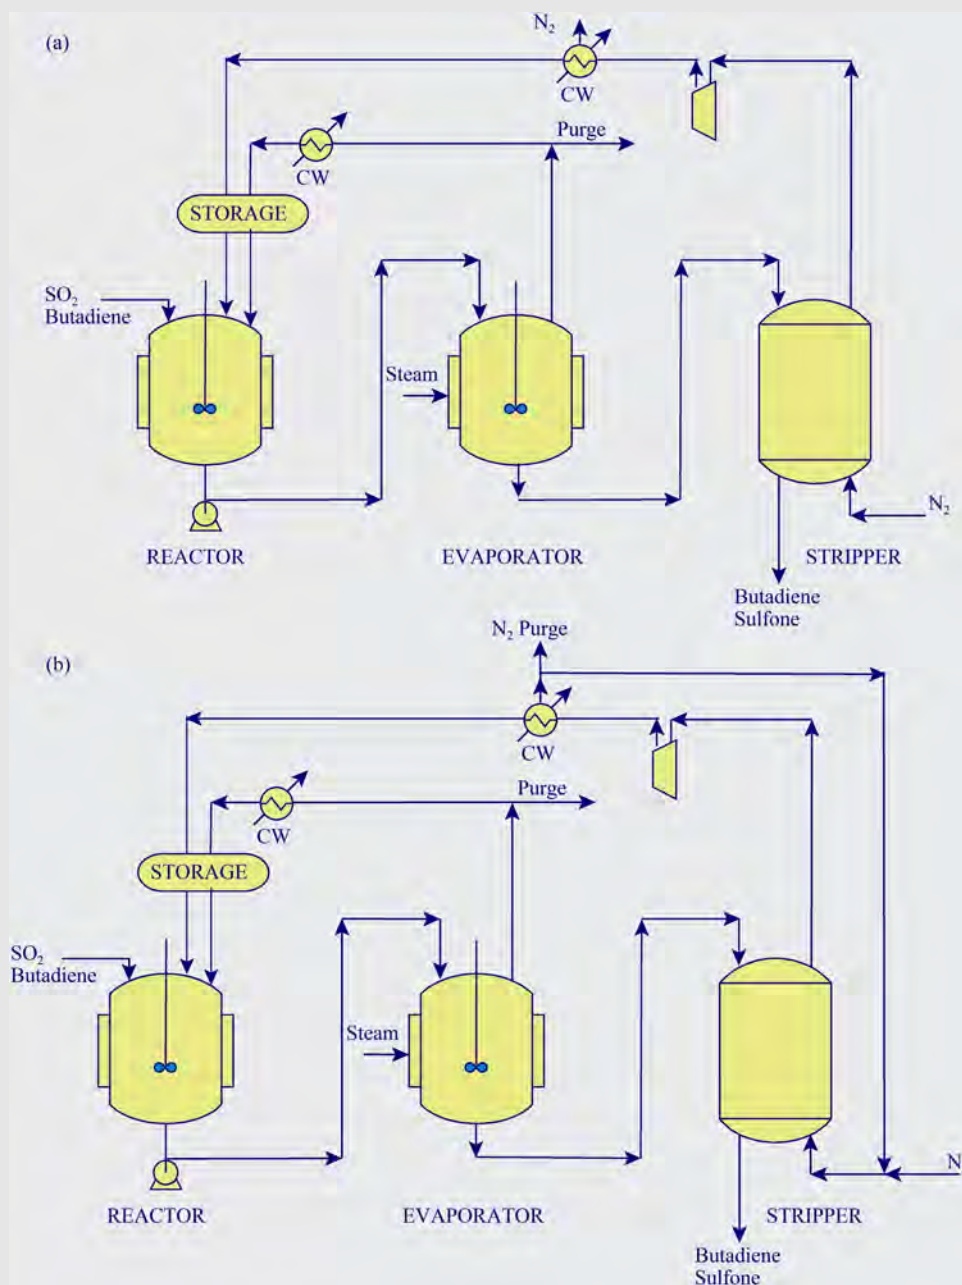 (a)
N₂
CW
Purge
CW
STORAGE
SO₂
Butadiene
Steam
N₂
REACTOR
EVAPORATOR
STRIPPER
Butadiene
Sulfone
(b)
N₂ Purge
CW
Purge
CW
STORAGE
SO₂
Butadiene
Steam
N
REACTOR
EVAPORATOR
STRIPPER
Butadiene
Sulfone